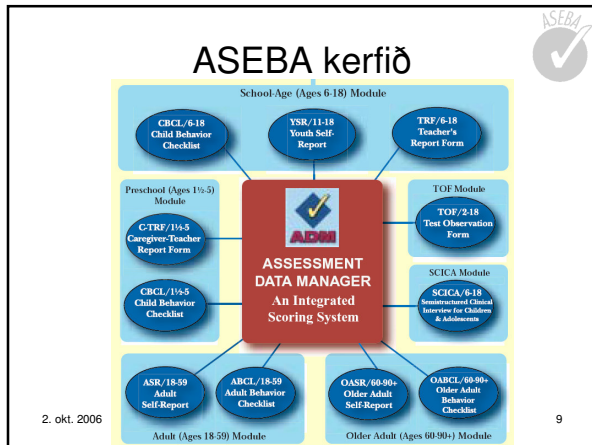 ASEBA
ASEBA kerfið
School-Age (Ages 6-18) Module
CBCL/6-18
Child Behavior
Checklist
YSR/11-18
Youth Self-
Report
TRF/6-18
Teacher's
Report Form
Preschool (Ages 1½-5)
Module
C-TRF/1½-5
Caregiver-Teacher
Report Form
CBCL/1½-5
Child Behavior
Checklist
ADM
ASSESSMENT
DATA MANAGER
An Integrated
Scoring System
TOF Module
TOF/2-18
Test Observation
Form
SCICA Module
SCICA/6-18
Semistructured Clinical
Interview for Children
& Adolescents
ASR/18-59
Adult
Self-Report
ABCL/18-59
Adult Behavior
Checklist
OASR/60-90+
Older Adult
Self-Report
OABCL/60-90+
Older Adult
Behavior
Checklist
Adult (Ages 18-59) Module
Older Adult (Ages 60-90+) Module
2. okt. 2006
9